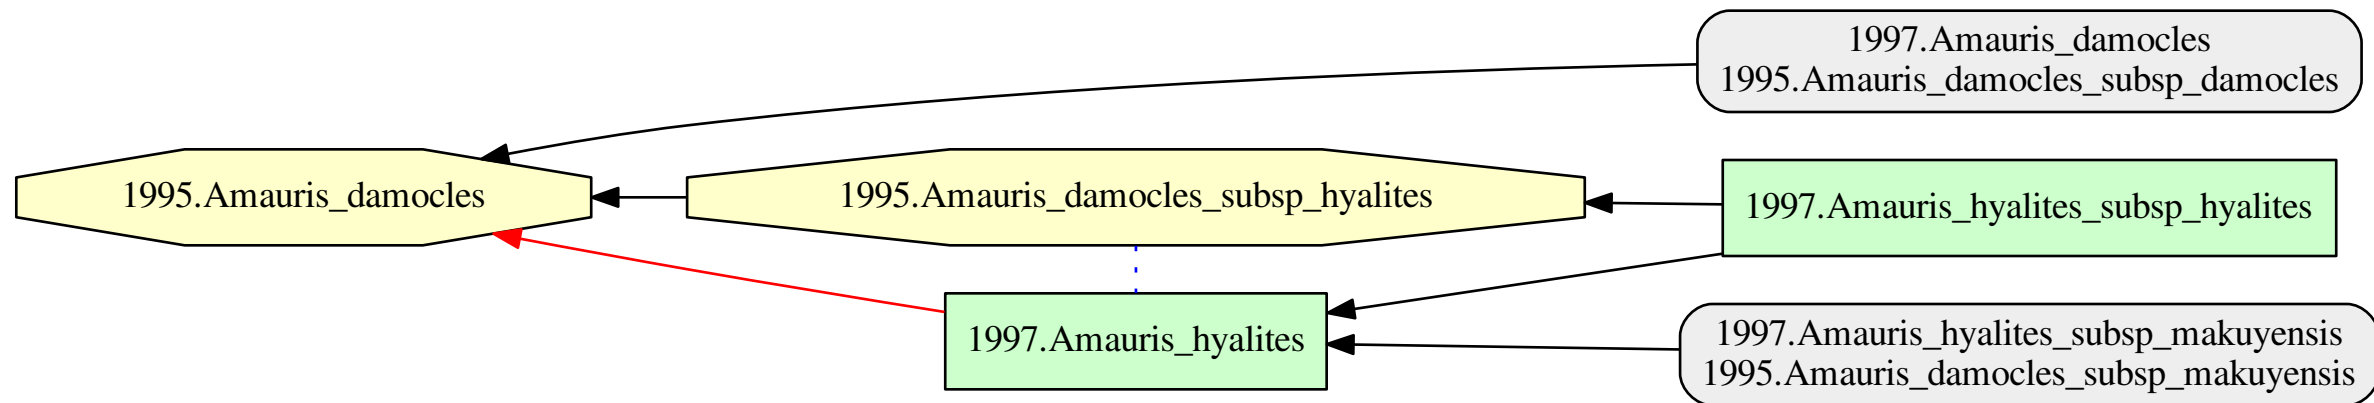 1997.Amauris_damocles
1995.Amauris_damocles_subsp_damocles
1995.Amauris_damocles
1995.Amauris_damocles_subsp_hyalites
1997.Amauris_hyalites_subsp_hyalites
1997.Amauris_hyalites
1997.Amauris_hyalites_subsp_makuyensis
1995.Amauris_damocles_subsp_makuyensis